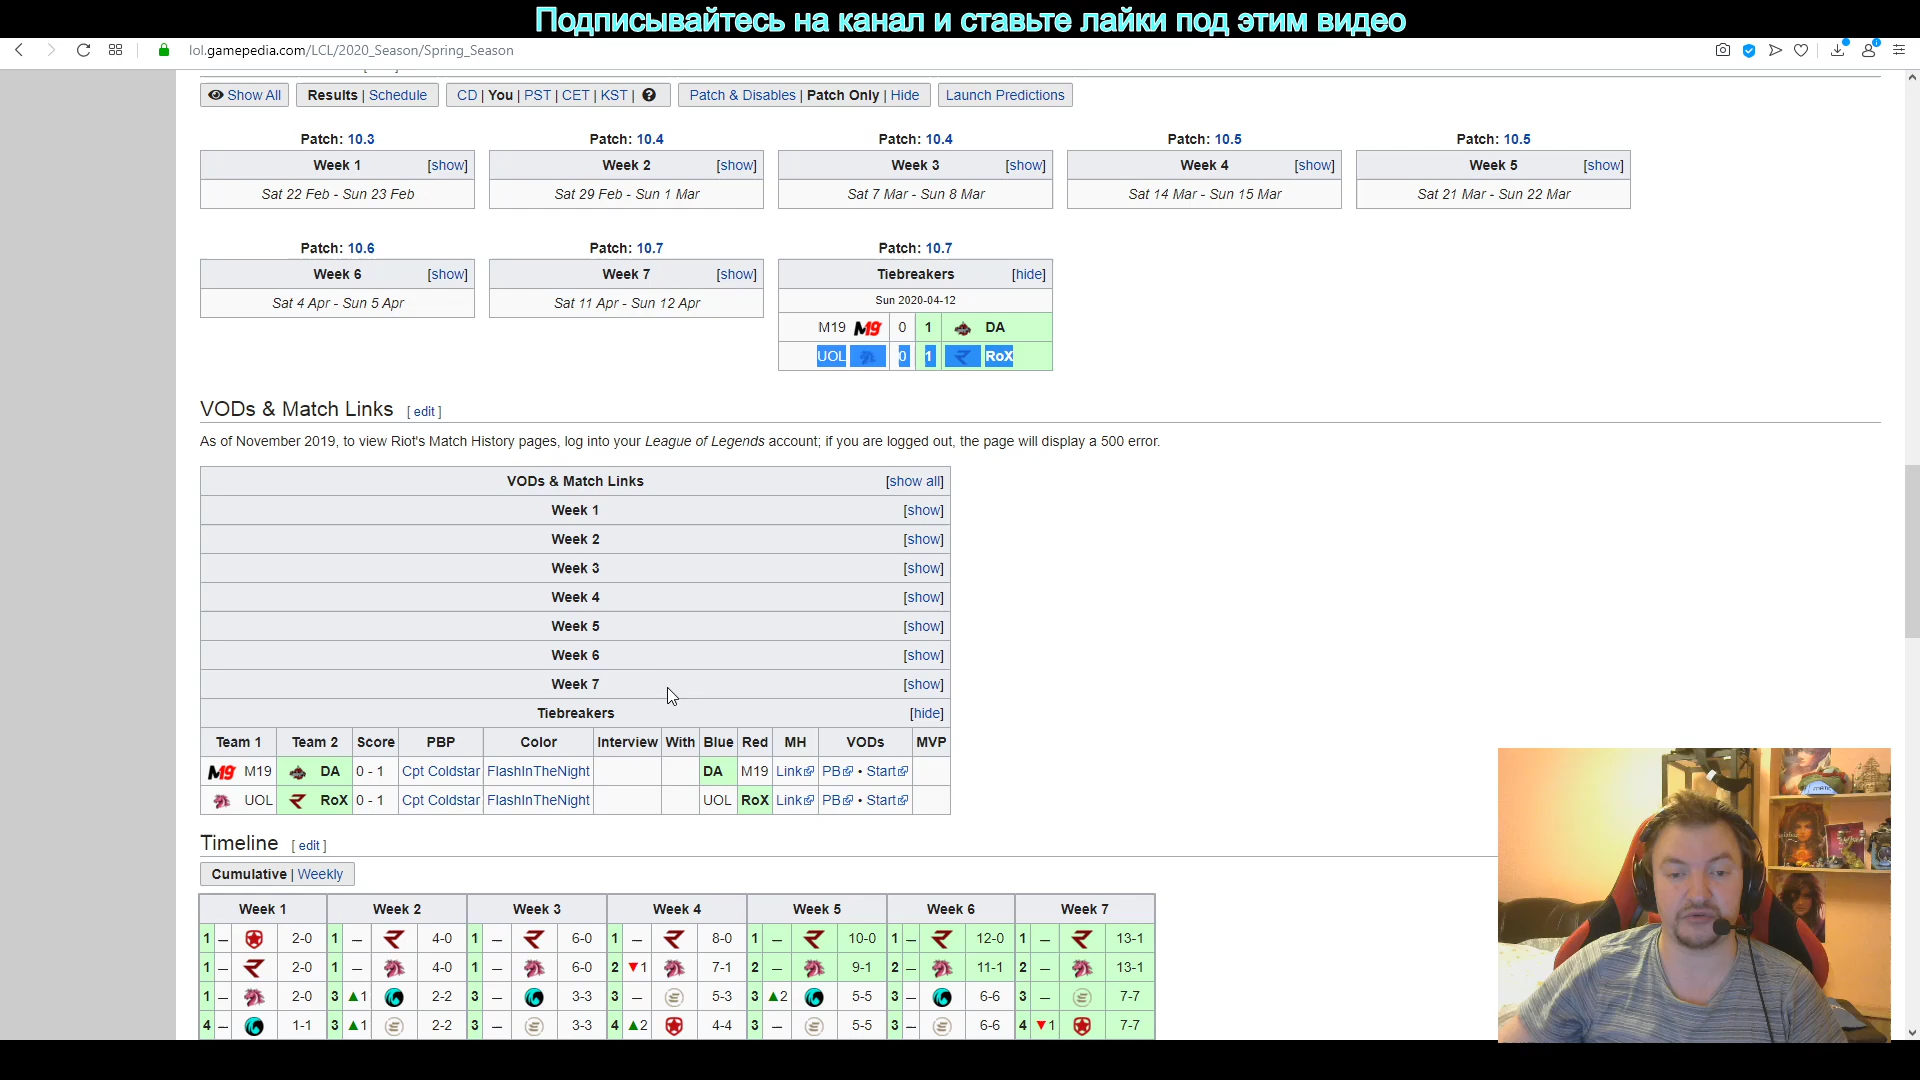 Подписывайтесь на канал и ставьте лайки под этим видео
lol.gamepedia.com/LCL/2020_Season/Spring_Season
Show All Results | Schedule CD | You | PST | CET | KST | Patch & Disables | Patch Only | Hide Launch Predictions
Patch: 10.3 Patch: 10.4 Patch: 10.4 Patch: 10.5 Patch: 10.5
Week 1 [show] Week 2 [show] Week 3 [show] Week 4 [show] Week 5 [show]
Sat 22 Feb - Sun 23 Feb Sat 29 Feb - Sun 1 Mar Sat 7 Mar - Sun 8 Mar Sat 14 Mar - Sun 15 Mar Sat 21 Mar - Sun 22 Mar
Patch: 10.6 Patch: 10.7 Patch: 10.7
Week 6 [show] Week 7 [show] Tiebreakers [hide]
Sat 4 Apr - Sun 5 Apr Sat 11 Apr - Sun 12 Apr Sun 2020-04-12
M19 M19 0 1 DA
UOL 0 1 RoX
VODs & Match Links [ edit ]
As of November 2019, to view Riot's Match History pages, log into your League of Legends account; if you are logged out, the page will display a 500 error.
VODs & Match Links [show all]
Week 1 [show]
Week 2 [show]
Week 3 [show]
Week 4 [show]
Week 5 [show]
Week 6 [show]
Week 7 [show]
Tiebreakers [hide]
Team 1 Team 2 Score PBP Color Interview With Blue Red MH VODs MVP
M19 M19 DA 0 - 1 Cpt Coldstar FlashInTheNight DA M19 Link PB • Start
UOL RoX 0 - 1 Cpt Coldstar FlashInTheNight UOL RoX Link PB • Start
Timeline [ edit ]
Cumulative | Weekly
Week 1 Week 2 Week 3 Week 4 Week 5 Week 6 Week 7
1 – 2-0 1 – 4-0 1 – 6-0 1 – 8-0 1 – 10-0 1 – 12-0 1 – 13-1
1 – 2-0 1 – 4-0 1 – 6-0 2 ▼1 7-1 2 – 9-1 2 – 11-1 2 – 13-1
1 – 2-0 3 ▲1 2-2 3 – 3-3 3 – 5-3 3 ▲2 5-5 3 – 6-6 3 – 7-7
4 – 1-1 3 ▲1 2-2 3 – 3-3 4 ▲2 4-4 3 – 5-5 3 – 6-6 4 ▼1 7-7